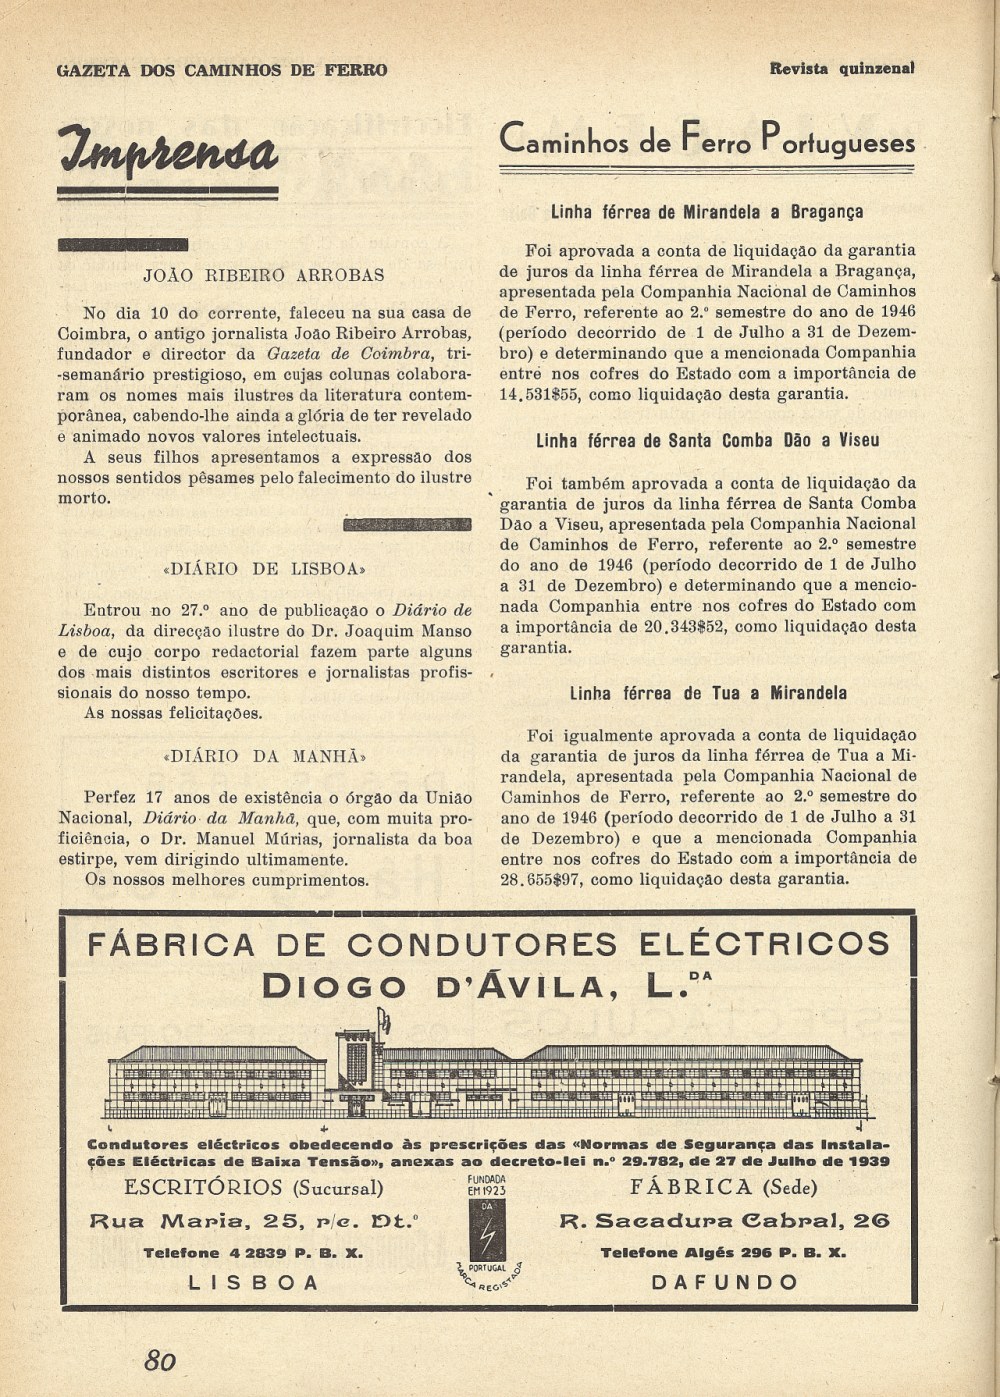 GAZETA DOS CAMINHOS DE FERRO
Revista quinzenal
Imprensa
JOÃO RIBEIRO ARROBAS
No dia 10 do corrente, faleceu na sua casa de
Coimbra, o antigo jornalista João Ribeiro Arrobas,
fundador e director da Gazeta de Coimbra, tri-
-semanário prestigioso, em cujas colunas colabora-
ram os nomes mais ilustres da literatura contem-
porânea, cabendo-lhe ainda a glória de ter revelado
e animado novos valores intelectuais.
A seus filhos apresentamos a expressão dos
nossos sentidos pêsames pelo falecimento do ilustre
morto.
«DIÁRIO DE LISBOA»
Entrou no 27.º ano de publicação o Diário de
Lisboa, da direcção ilustre do Dr. Joaquim Manso
e de cujo corpo redactorial fazem parte alguns
dos mais distintos escritores e jornalistas profis-
sionais do nosso tempo.
As nossas felicitações.
«DIÁRIO DA MANHû
Perfez 17 anos de existência o órgão da União
Nacional, Diário da Manhã, que, com muita pro-
ficiência, o Dr. Manuel Múrias, jornalista da boa
estirpe, vem dirigindo ultimamente.
Os nossos melhores cumprimentos.
Caminhos de Ferro Portugueses
Linha férrea de Mirandela a Bragança
Foi aprovada a conta de liquidação da garantia
de juros da linha férrea de Mirandela a Bragança,
apresentada pela Companhia Nacional de Caminhos
de Ferro, referente ao 2.º semestre do ano de 1946
(período decorrido de 1 de Julho a 31 de Dezem-
bro) e determinando que a mencionada Companhia
entre nos cofres do Estado com a importância de
14.531$55, como liquidação desta garantia.
Linha férrea de Santa Comba Dão a Viseu
Foi também aprovada a conta de liquidação da
garantia de juros da linha férrea de Santa Comba
Dão a Viseu, apresentada pela Companhia Nacional
de Caminhos de Ferro, referente ao 2.º semestre
do ano de 1946 (período decorrido de 1 de Julho
a 31 de Dezembro) e determinando que a mencio-
nada Companhia entre nos cofres do Estado com
a importância de 20.343$52, como liquidação desta
garantia.
Linha férrea de Tua a Mirandela
Foi igualmente aprovada a conta de liquidação
da garantia de juros da linha férrea de Tua a Mi-
randela, apresentada pela Companhia Nacional de
Caminhos de Ferro, referente ao 2.º semestre do
ano de 1946 (período decorrido de 1 de Julho a 31
de Dezembro) e que a mencionada Companhia
entre nos cofres do Estado com a importância de
28.655$97, como liquidação desta garantia.
FÁBRICA DE CONDUTORES ELÉCTRICOS
DIOGO D'ÁVILA, L.DA
Condutores eléctricos obedecendo às prescrições das «Normas de Segurança das Instala-
ções Eléctricas de Baixa Tensão», anexas ao decreto-lei n.º 29.782, de 27 de Julho de 1939
ESCRITÓRIOS (Sucursal)
Rua Maria, 25, r/c. Dt.º
Telefone 4 2839 P. B. X.
LISBOA
FUNDADA
EM 1923
DA
PORTUGAL
MARCA REGISTADA
FÁBRICA (Sede)
R. Sacadura Cabral, 26
Telefone Algés 296 P. B. X.
DAFUNDO
80